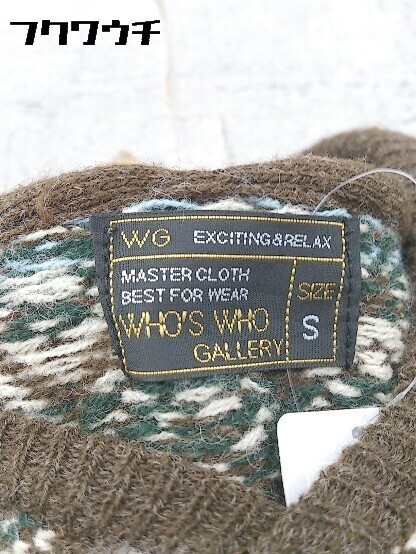 フクワウチ
WG EXCITING&RELAX
MASTER CLOTH
BEST FOR WEAR
WHO'S WHO
GALLERY
SIZE
S